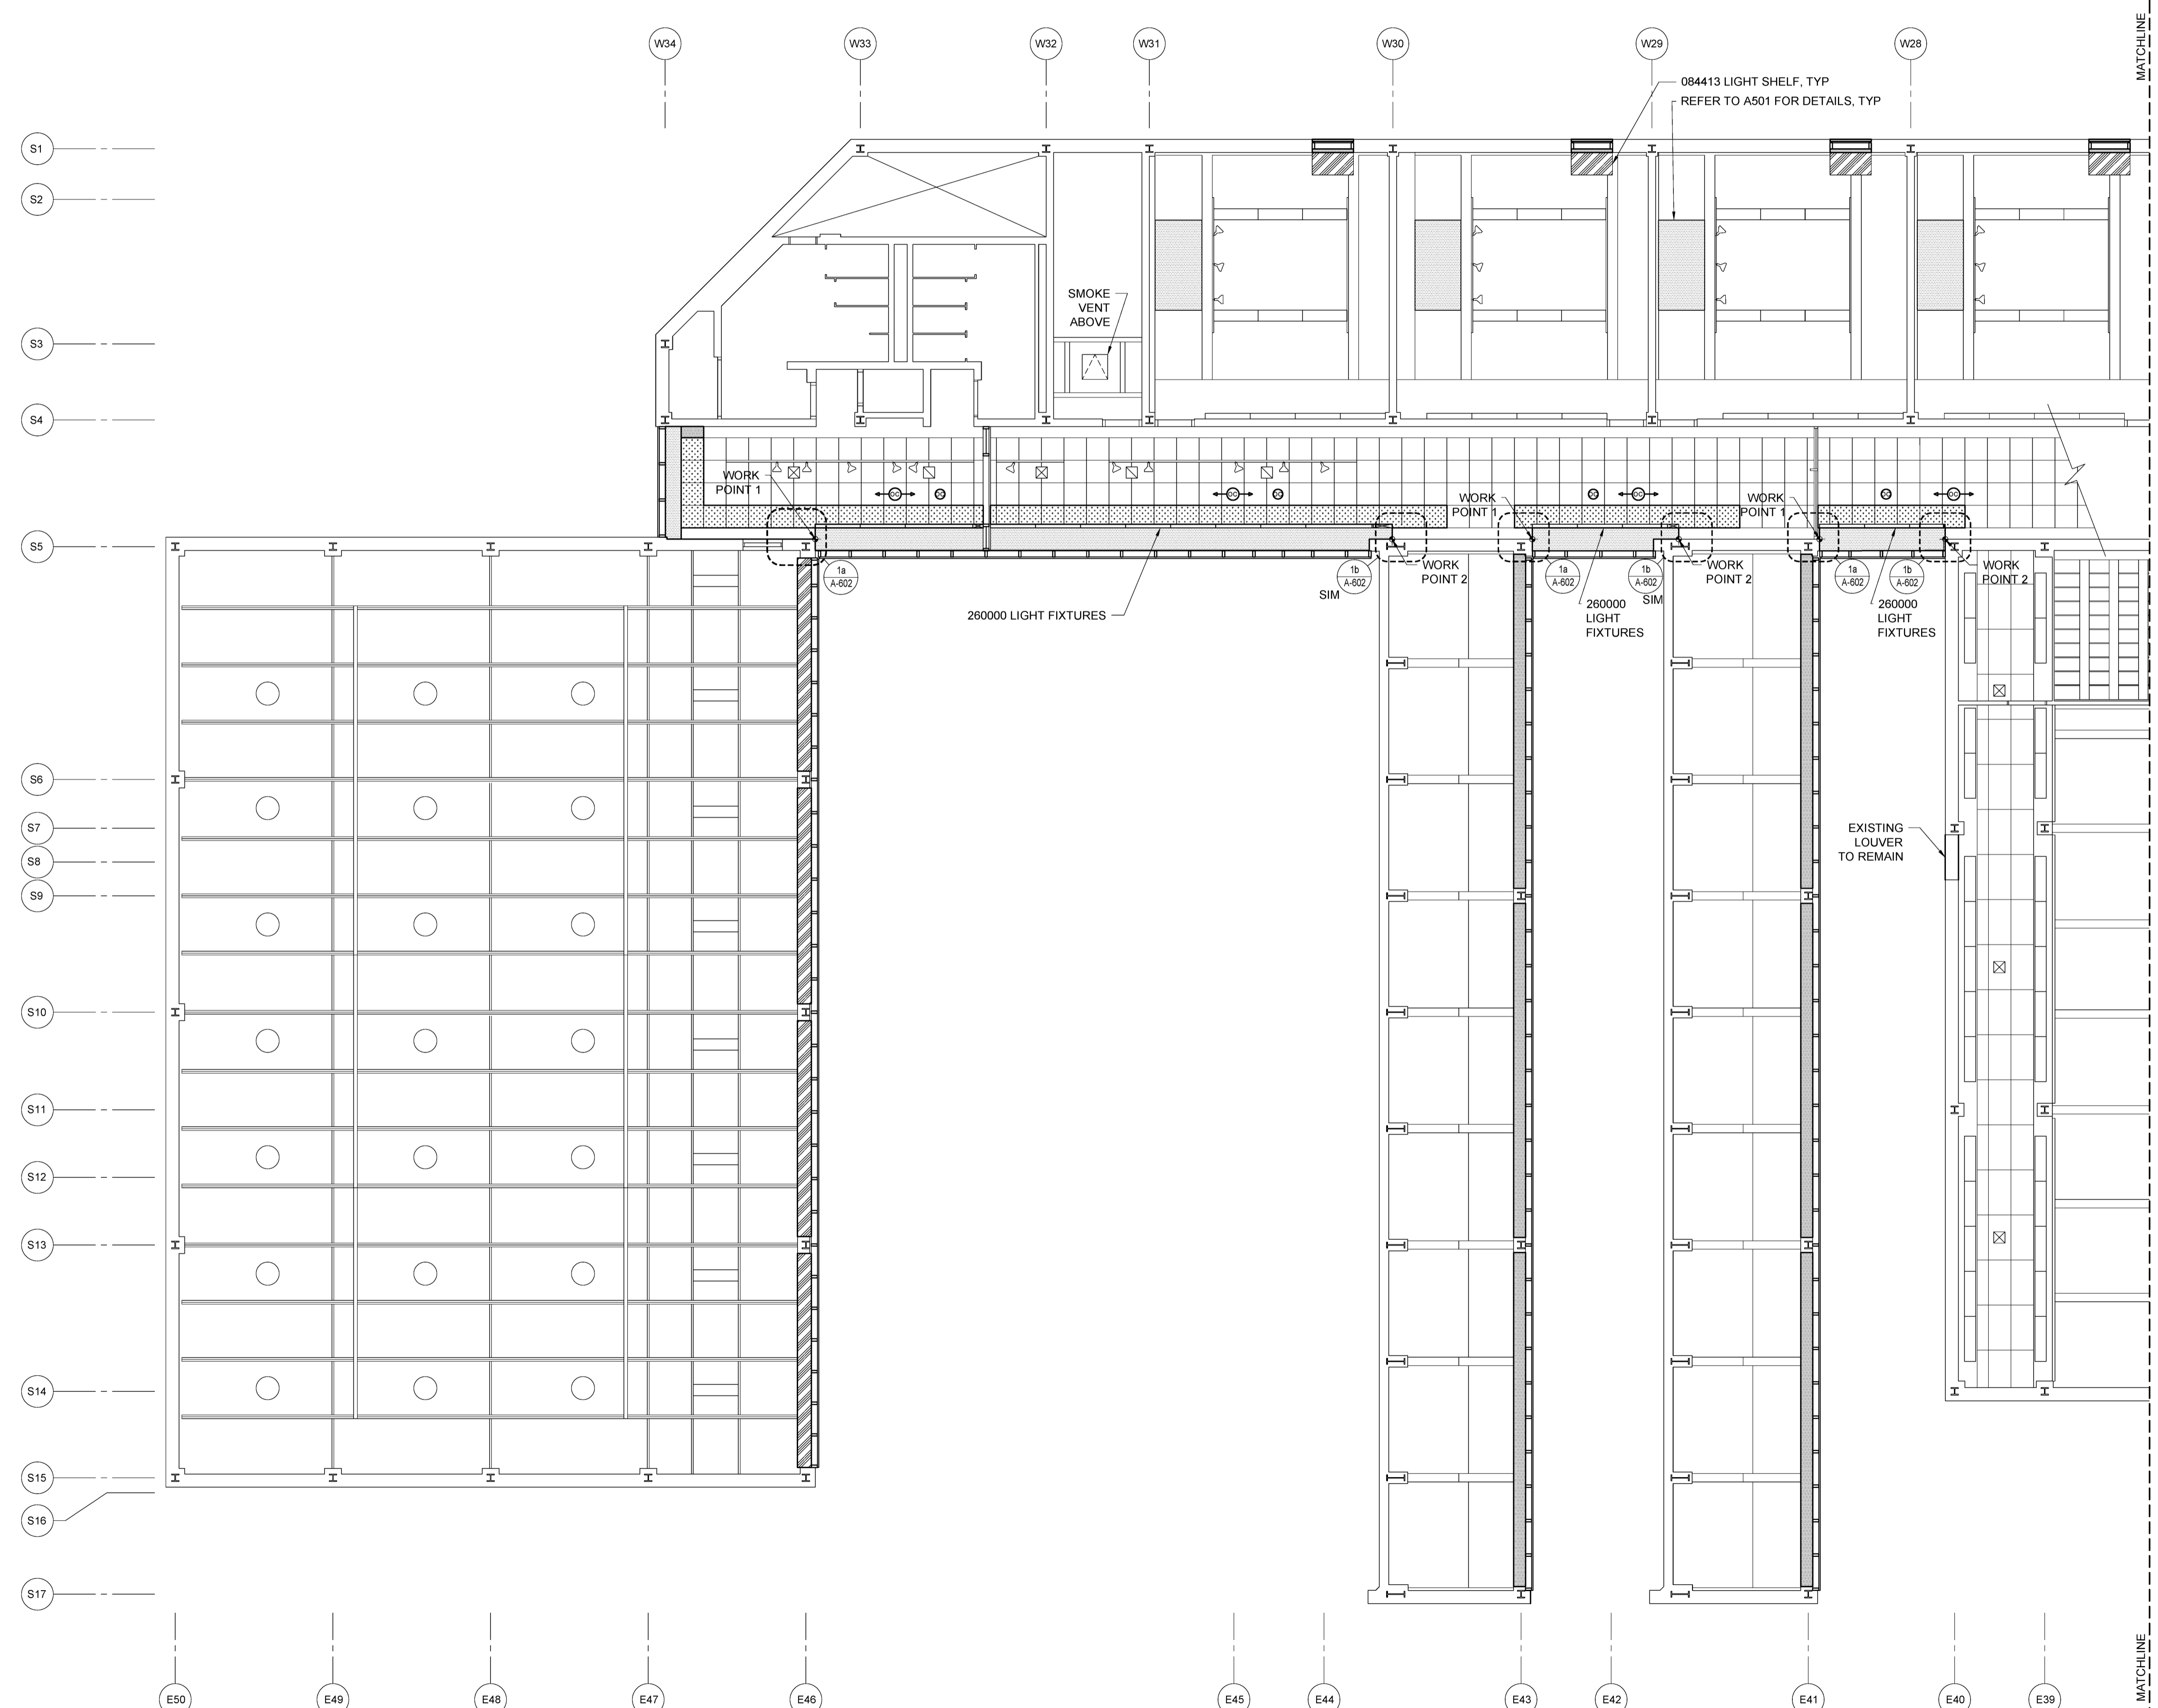 MATCHLINE
W34
W33
W32
W31
W30
W29
W28
084413 LIGHT SHELF, TYP
REFER TO A501 FOR DETAILS, TYP
S1
S2
SMOKE
VENT
ABOVE
S3
S4
WORK
POINT 1
WORK
POINT 1
WORK
POINT 1
OC
OC
OC
OC
S5
1a
A-602
1b
A-602
SIM
WORK
POINT 2
1a
A-602
1b
A-602
SIM
WORK
POINT 2
1a
A-602
1b
A-602
WORK
POINT 2
260000 LIGHT FIXTURES
260000
LIGHT
FIXTURES
260000
LIGHT
FIXTURES
S6
S7
EXISTING
LOUVER
TO REMAIN
S8
S9
S10
S11
S12
S13
S14
S15
S16
S17
MATCHLINE
E50
E49
E48
E47
E46
E45
E44
E43
E42
E41
E40
E39